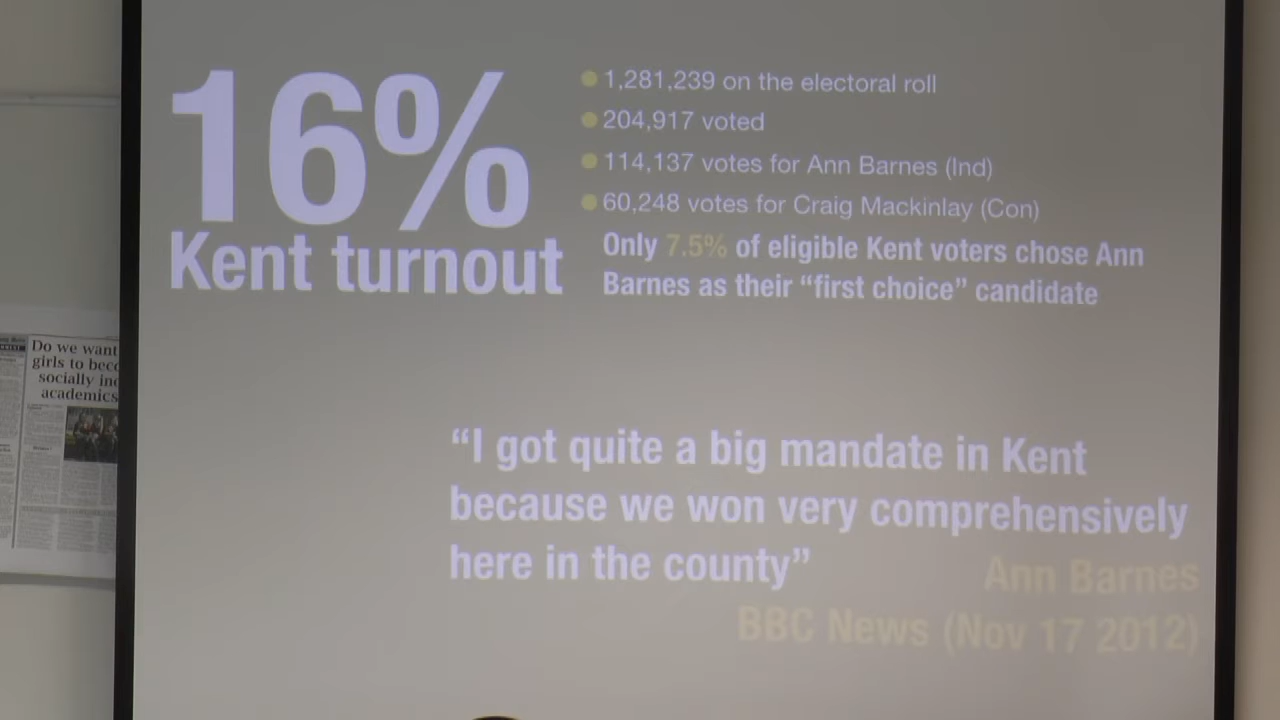 16%
Kent turnout
1,281,239 on the electoral roll
204,917 voted
114,137 votes for Ann Barnes (Ind)
60,248 votes for Craig Mackinlay (Con)
Only 7.5% of eligible Kent voters chose Ann
Barnes as their “first choice” candidate
“I got quite a big mandate in Kent
because we won very comprehensively
here in the county”
Ann Barnes
BBC News (Nov 17 2012)
Do we want
girls to bec
socially in
academics